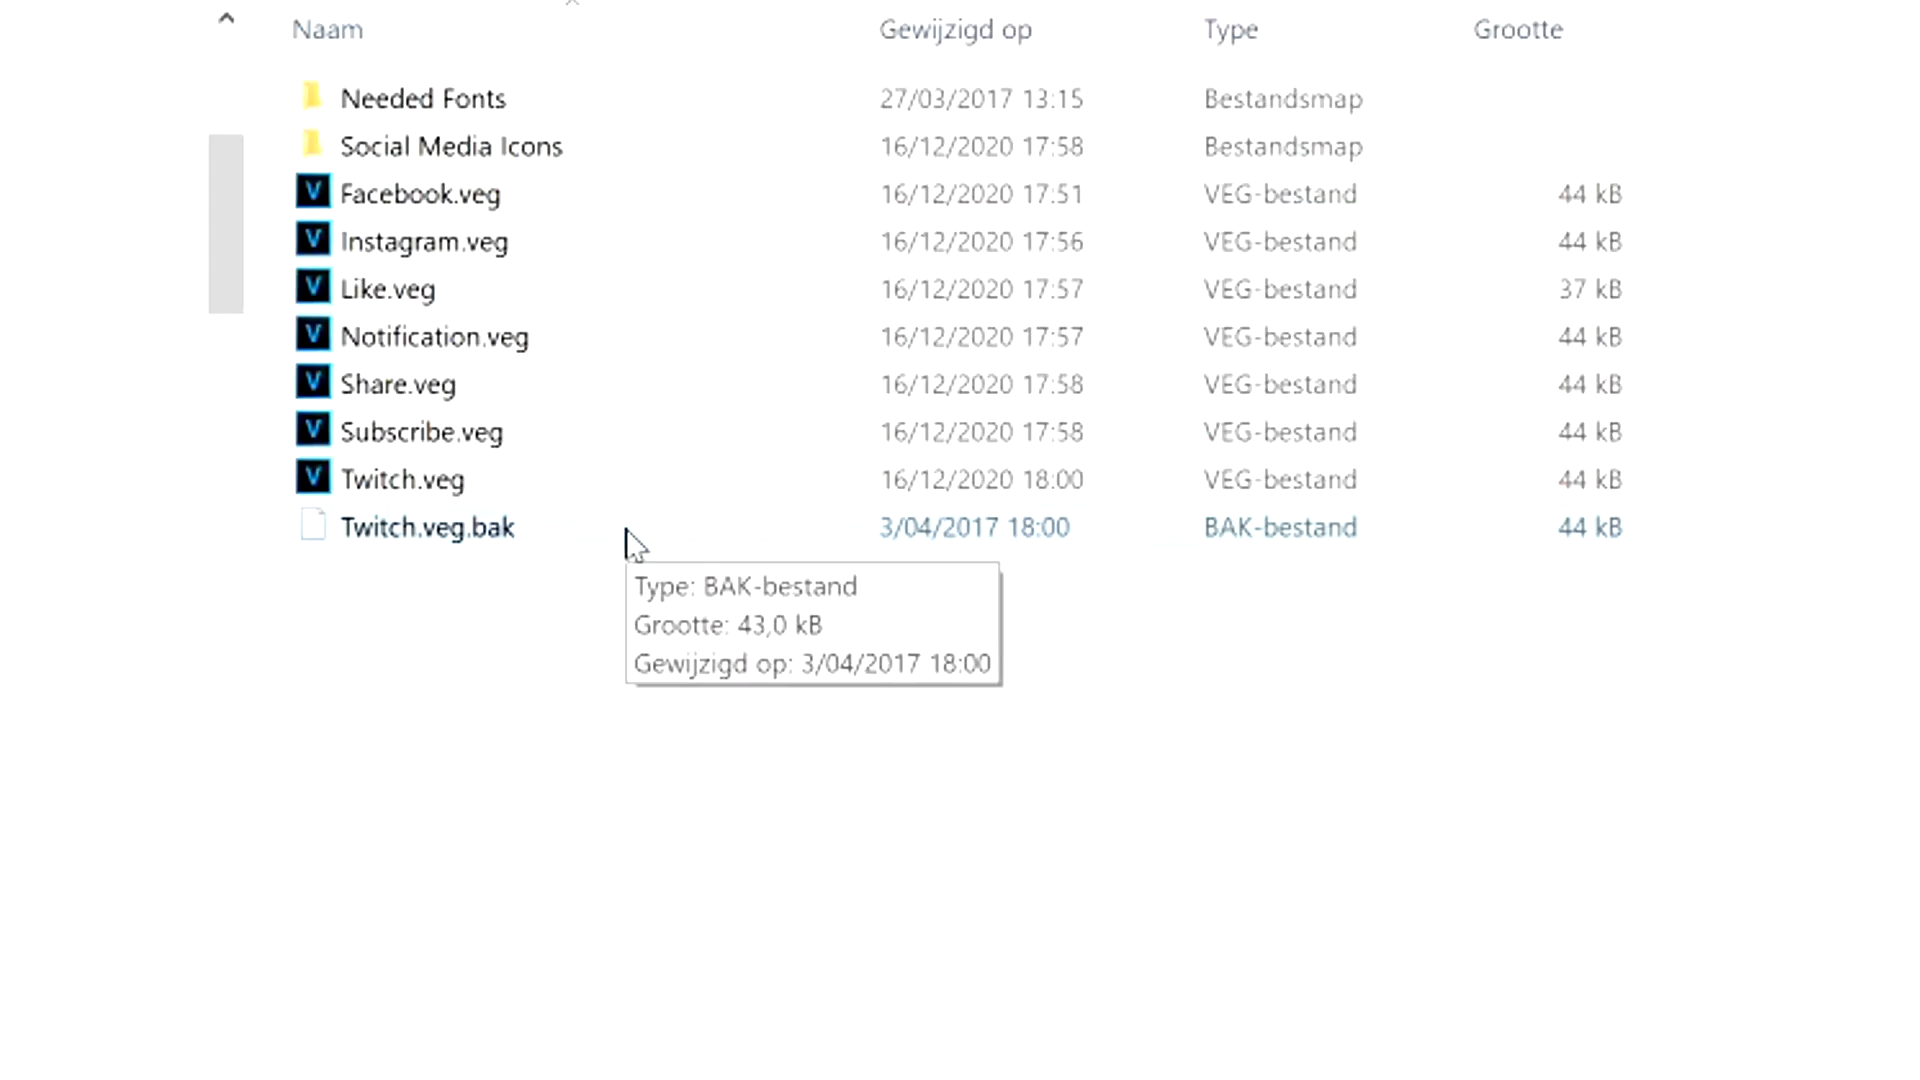 Naam Gewijzigd op Type Grootte
Needed Fonts 27/03/2017 13:15 Bestandsmap
Social Media Icons 16/12/2020 17:58 Bestandsmap
Facebook.veg 16/12/2020 17:51 VEG-bestand 44 kB
Instagram.veg 16/12/2020 17:56 VEG-bestand 44 kB
Like.veg 16/12/2020 17:57 VEG-bestand 37 kB
Notification.veg 16/12/2020 17:57 VEG-bestand 44 kB
Share.veg 16/12/2020 17:58 VEG-bestand 44 kB
Subscribe.veg 16/12/2020 17:58 VEG-bestand 44 kB
Twitch.veg 16/12/2020 18:00 VEG-bestand 44 kB
Twitch.veg.bak 3/04/2017 18:00 BAK-bestand 44 kB
Type: BAK-bestand
Grootte: 43,0 kB
Gewijzigd op: 3/04/2017 18:00